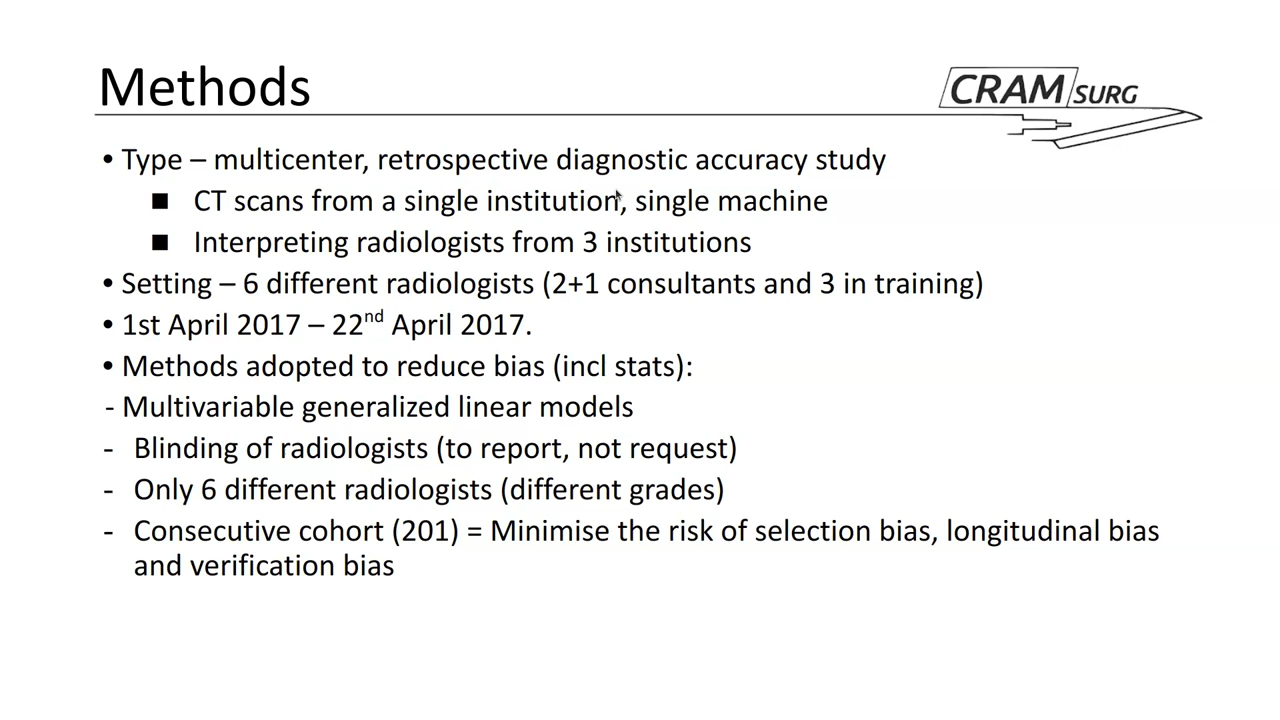 Methods
CRAM SURG
• Type – multicenter, retrospective diagnostic accuracy study
■ CT scans from a single institution, single machine
■ Interpreting radiologists from 3 institutions
• Setting – 6 different radiologists (2+1 consultants and 3 in training)
• 1st April 2017 – 22nd April 2017.
• Methods adopted to reduce bias (incl stats):
- Multivariable generalized linear models
- Blinding of radiologists (to report, not request)
- Only 6 different radiologists (different grades)
- Consecutive cohort (201) = Minimise the risk of selection bias, longitudinal bias
and verification bias